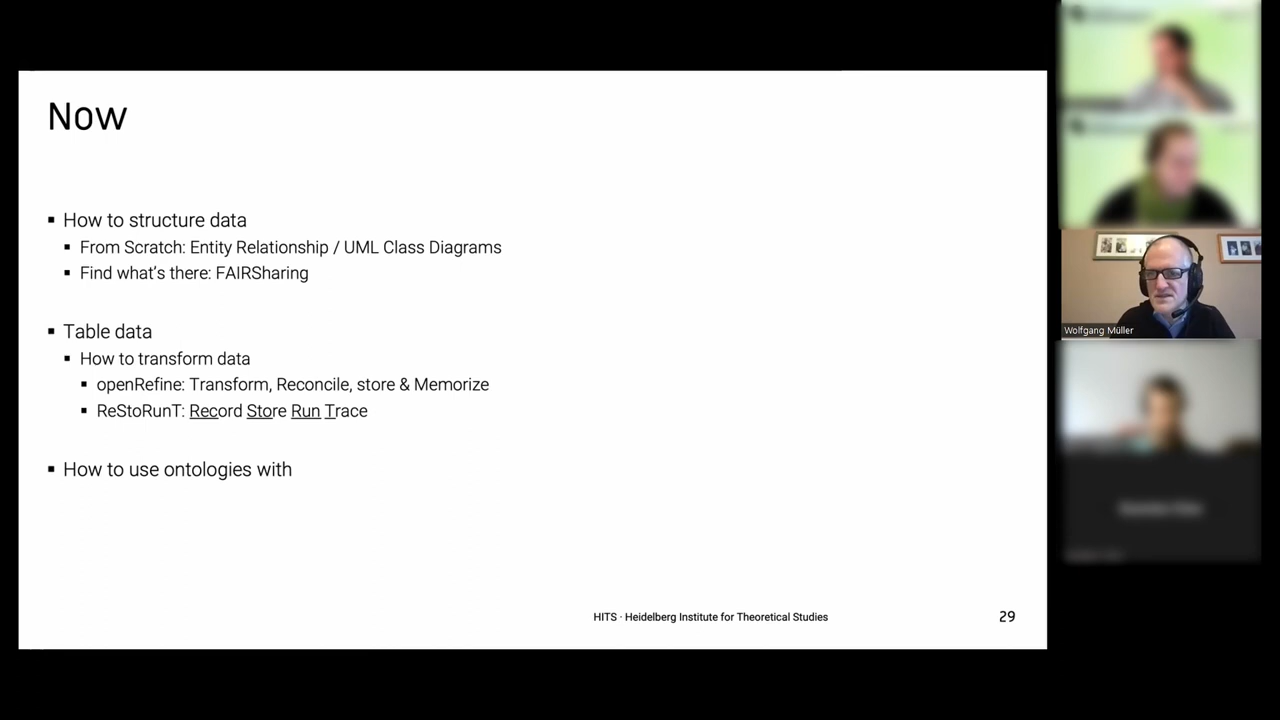 Now
How to structure data
From Scratch: Entity Relationship / UML Class Diagrams
Find what's there: FAIRSharing
Table data
How to transform data
openRefine: Transform, Reconcile, store & Memorize
ReStoRunT: Record Store Run Trace
How to use ontologies with
HITS · Heidelberg Institute for Theoretical Studies
29
Wolfgang Müller